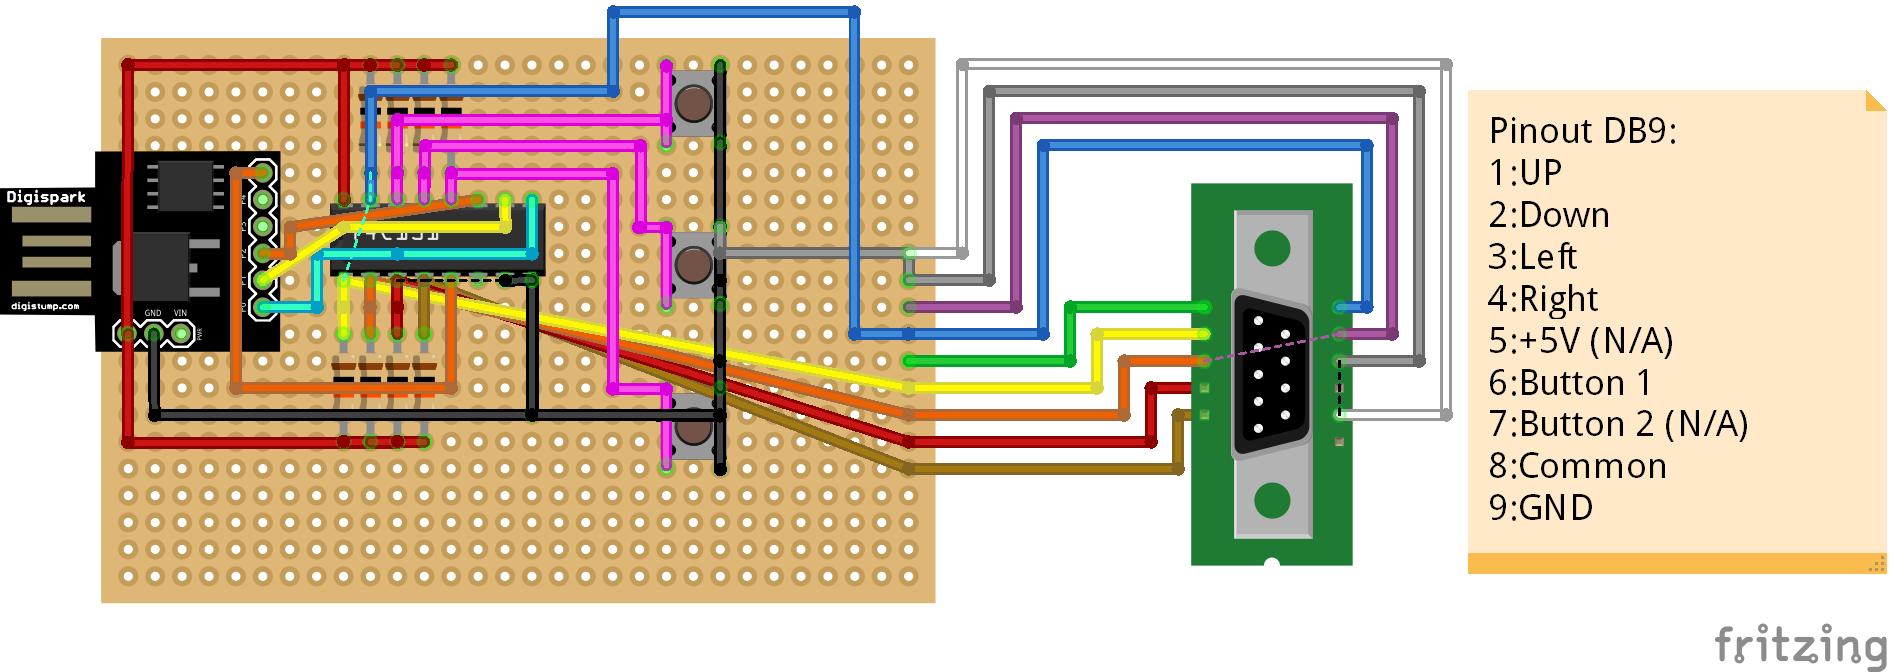 Digispark
digistump.com
GND VIN
PWR
Pinout DB9:
1:UP
2:Down
3:Left
4:Right
5:+5V (N/A)
6:Button 1
7:Button 2 (N/A)
8:Common
9:GND
fritzing